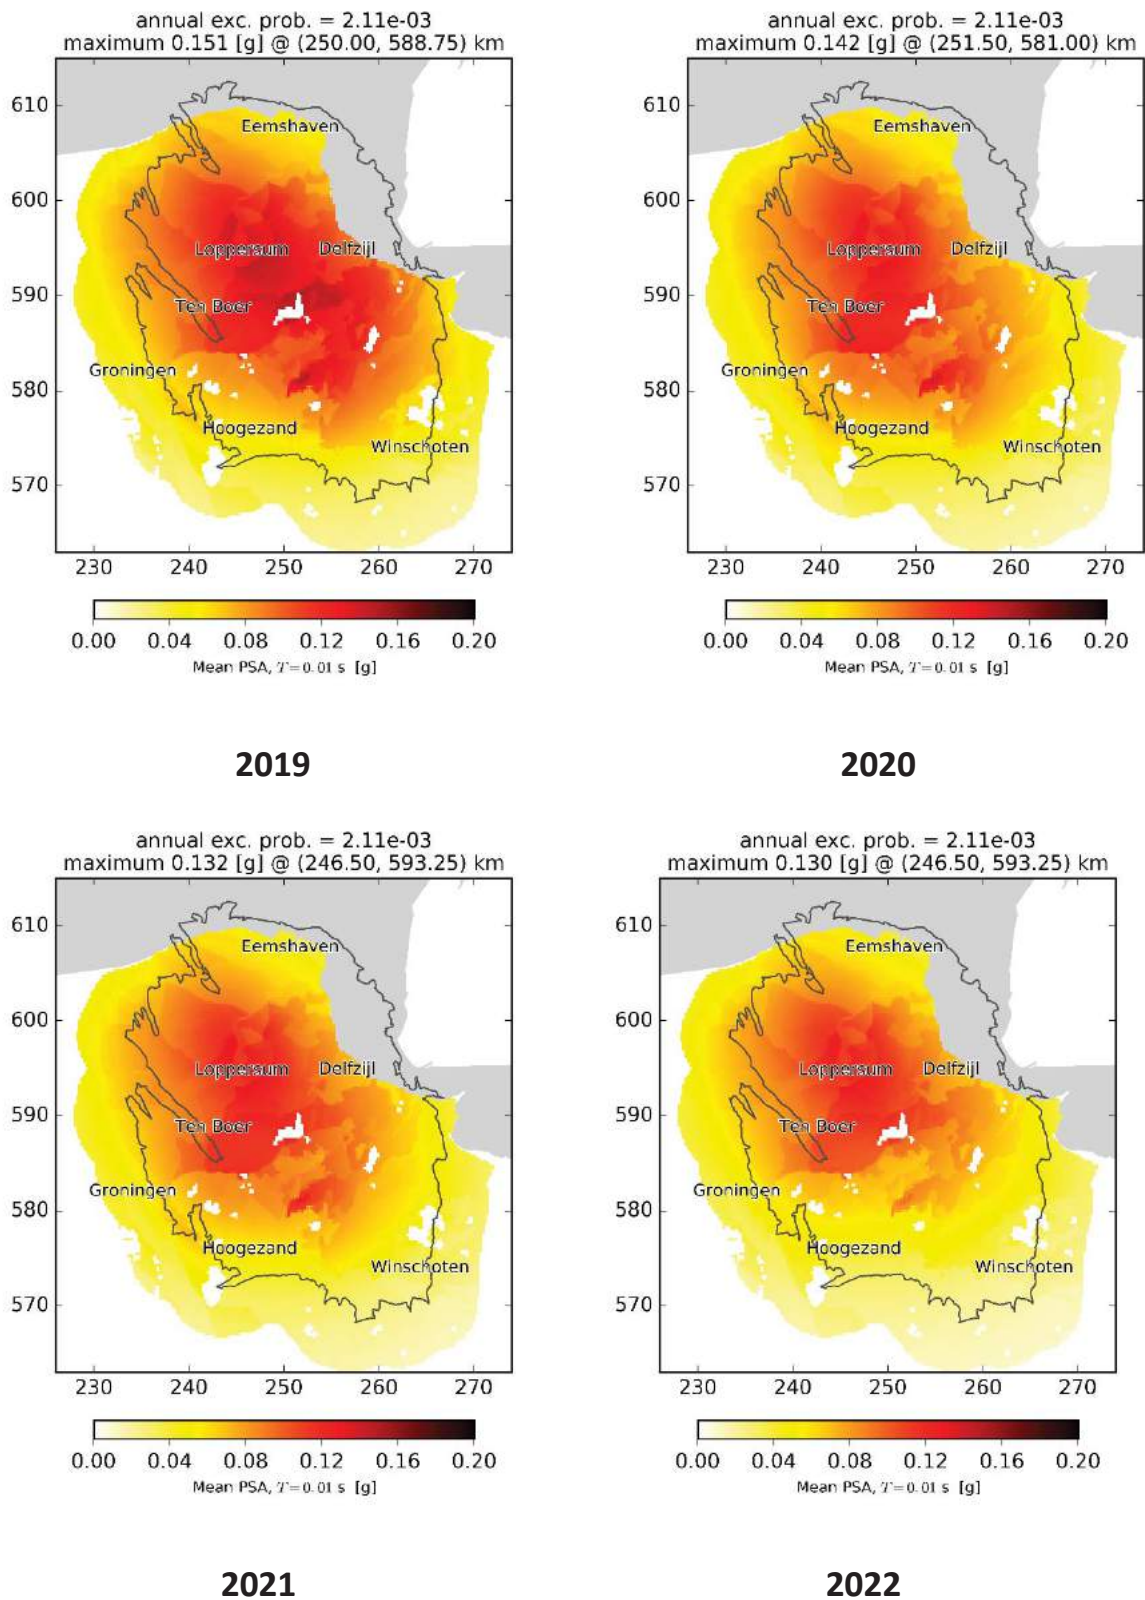 annual exc. prob. = 2.11e-03
maximum 0.151 [g] @ (250.00, 588.75) km
610
600
590
580
570
Eemshaven
Loppersum
Delfzijl
Ten Boer
Groningen
Hoogezand
Winschoten
230 240 250 260 270
0.00 0.04 0.08 0.12 0.16 0.20
Mean PSA, T=0.01 s [g]
2019
annual exc. prob. = 2.11e-03
maximum 0.142 [g] @ (251.50, 581.00) km
610
600
590
580
570
Eemshaven
Loppersum
Delfzijl
Ten Boer
Groningen
Hoogezand
Winschoten
230 240 250 260 270
0.00 0.04 0.08 0.12 0.16 0.20
Mean PSA, T=0.01 s [g]
2020
annual exc. prob. = 2.11e-03
maximum 0.132 [g] @ (246.50, 593.25) km
610
600
590
580
570
Eemshaven
Loppersum
Delfzijl
Ten Boer
Groningen
Hoogezand
Winschoten
230 240 250 260 270
0.00 0.04 0.08 0.12 0.16 0.20
Mean PSA, T=0.01 s [g]
2021
annual exc. prob. = 2.11e-03
maximum 0.130 [g] @ (246.50, 593.25) km
610
600
590
580
570
Eemshaven
Loppersum
Delfzijl
Ten Boer
Groningen
Hoogezand
Winschoten
230 240 250 260 270
0.00 0.04 0.08 0.12 0.16 0.20
Mean PSA, T=0.01 s [g]
2022